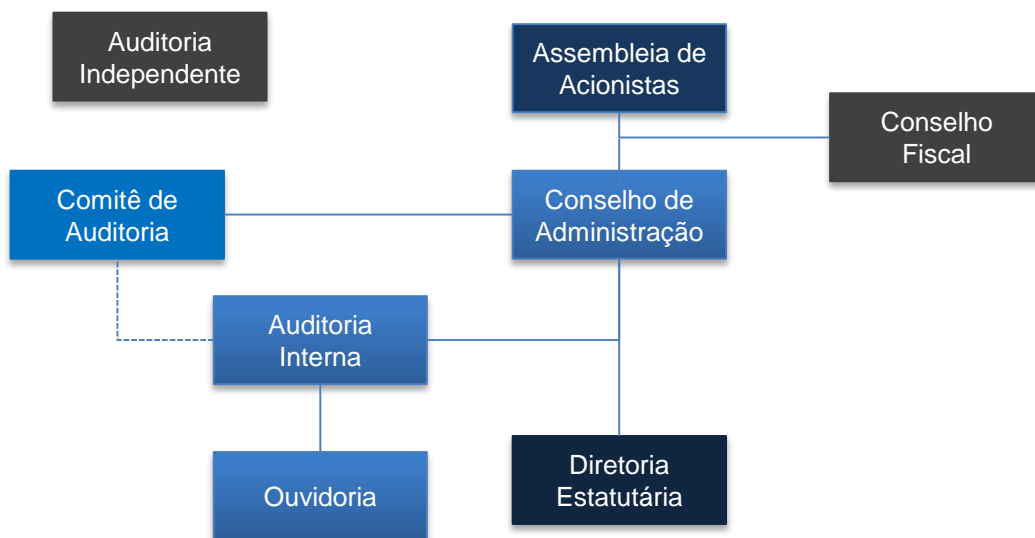 Auditoria
Independente
Assembleia de
Acionistas
Conselho
Fiscal
Comitê de
Auditoria
Conselho de
Administração
Auditoria
Interna
Ouvidoria
Diretoria
Estatutária